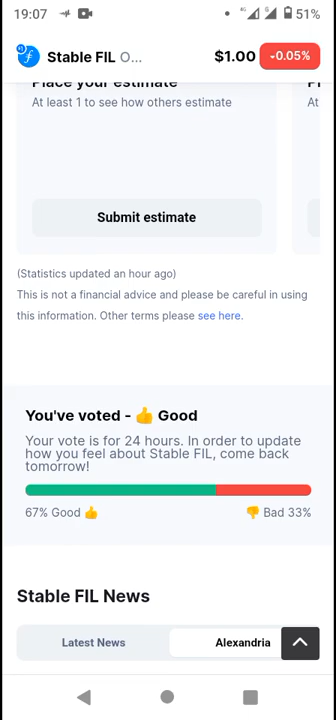 19:07
4G
51%
Stable FIL O...
$1.00
-0.05%
Place your estimate
At least 1 to see how others estimate
At
Submit estimate
(Statistics updated an hour ago)
This is not a financial advice and please be careful in using
this information. Other terms please see here.
You've voted - 👍 Good
Your vote is for 24 hours. In order to update
how you feel about Stable FIL, come back
tomorrow!
67% Good 👍
👎 Bad 33%
Stable FIL News
Latest News
Alexandria